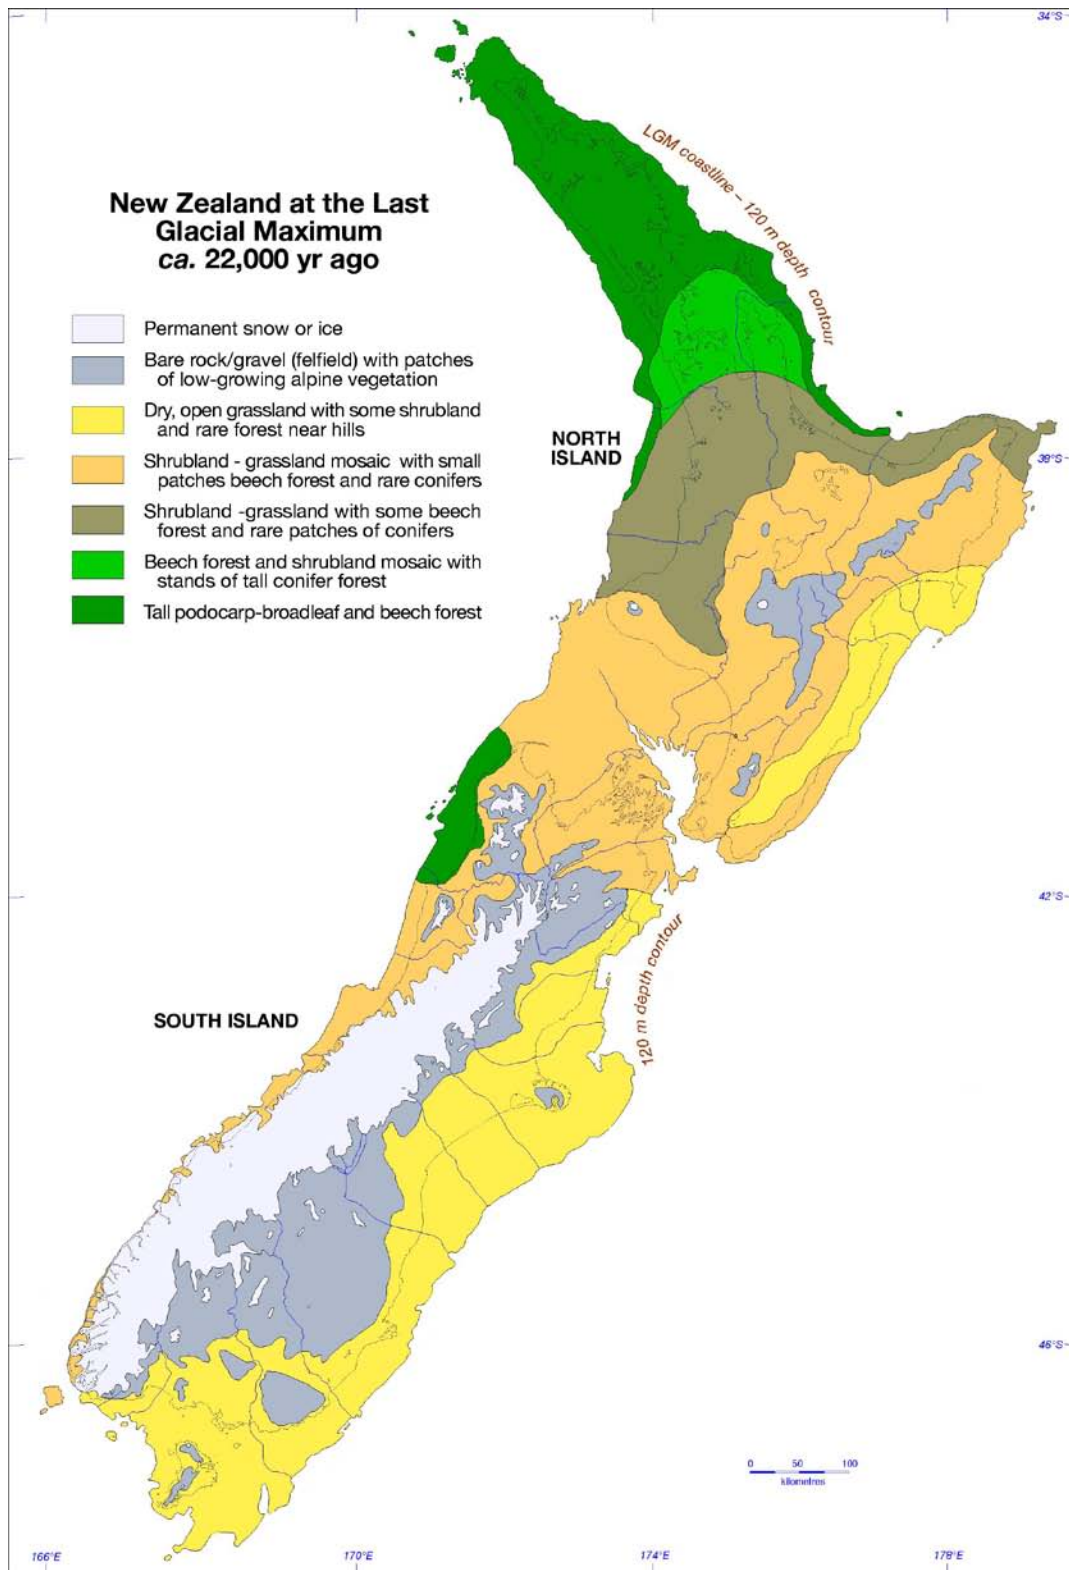 34°S
LGM coastline – 120 m depth contour
New Zealand at the Last
Glacial Maximum
ca. 22,000 yr ago
Permanent snow or ice
Bare rock/gravel (felfield) with patches
of low-growing alpine vegetation
Dry, open grassland with some shrubland
and rare forest near hills
Shrubland - grassland mosaic with small
patches beech forest and rare conifers
Shrubland -grassland with some beech
forest and rare patches of conifers
Beech forest and shrubland mosaic with
stands of tall conifer forest
Tall podocarp-broadleaf and beech forest
NORTH
ISLAND
38°S
42°S
120 m depth contour
SOUTH ISLAND
46°S
0 50 100
kilometres
166°E 170°E 174°E 178°E